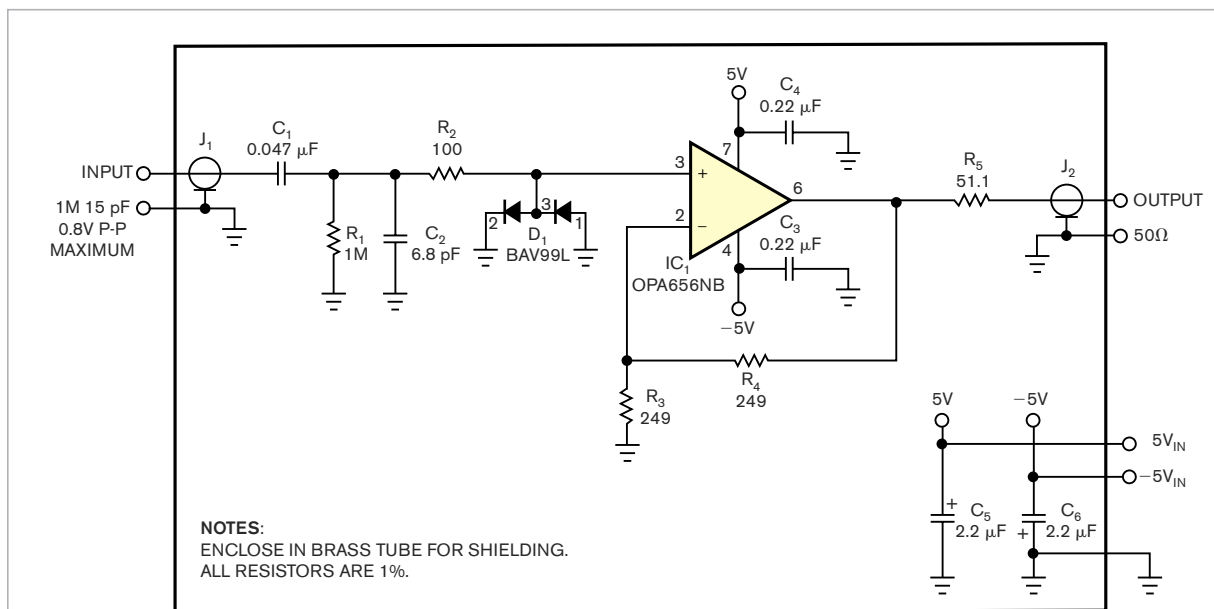 INPUT
1M 15 pF
0.8V P-P
MAXIMUM
J1
C1
0.047 µF
R1
1M
C2
6.8 pF
R2
100
2
3
1
D1
BAV99L
5V
C4
0.22 µF
7
3
+
2
−
6
4
IC1
OPA656NB
C3
0.22 µF
−5V
R3
249
R4
249
R5
51.1
J2
OUTPUT
50Ω
5V
−5V
5VIN
−5VIN
+
C5
2.2 µF
+
C6
2.2 µF
NOTES:
ENCLOSE IN BRASS TUBE FOR SHIELDING.
ALL RESISTORS ARE 1%.